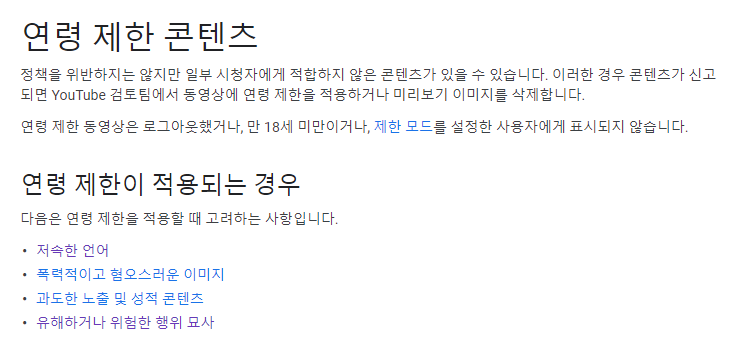 연령 제한 콘텐츠
정책을 위반하지는 않지만 일부 시청자에게 적합하지 않은 콘텐츠가 있을 수 있습니다. 이러한 경우 콘텐츠가 신고
되면 YouTube 검토팀에서 동영상에 연령 제한을 적용하거나 미리보기 이미지를 삭제합니다.
연령 제한 동영상은 로그아웃했거나, 만 18세 미만이거나, 제한 모드를 설정한 사용자에게 표시되지 않습니다.
연령 제한이 적용되는 경우
다음은 연령 제한을 적용할 때 고려하는 사항입니다.
• 저속한 언어
• 폭력적이고 혐오스러운 이미지
• 과도한 노출 및 성적 콘텐츠
• 유해하거나 위험한 행위 묘사